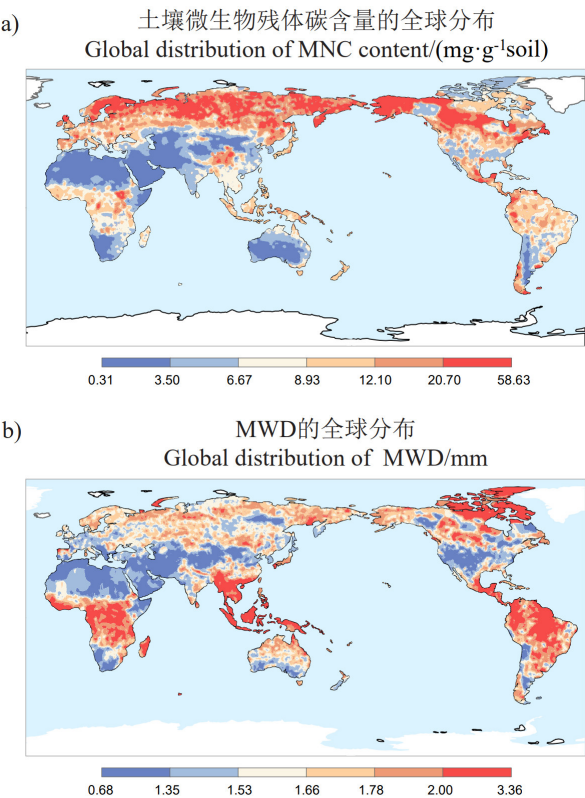 a)
土壤微生物残体碳含量的全球分布
Global distribution of MNC content/(mg·g⁻¹soil)
0.31 3.50 6.67 8.93 12.10 20.70 58.63
b)
MWD的全球分布
Global distribution of MWD/mm
0.68 1.35 1.53 1.66 1.78 2.00 3.36